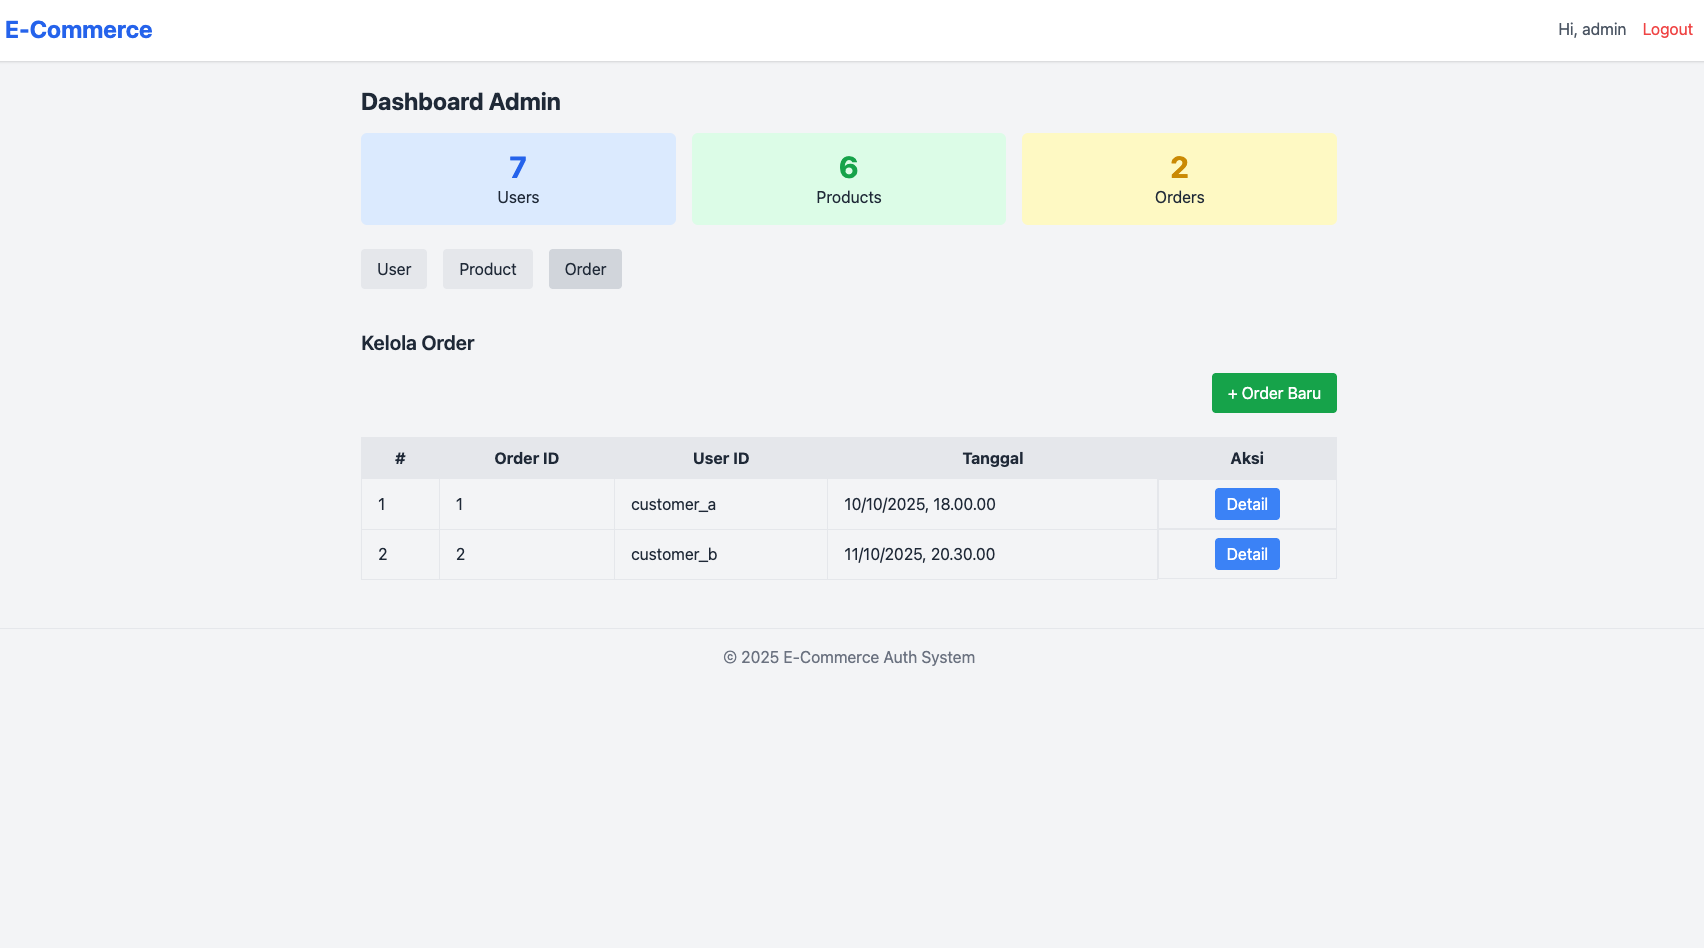 E-Commerce
Hi, admin Logout
Dashboard Admin
7
Users
6
Products
2
Orders
User Product Order
Kelola Order
+ Order Baru
# Order ID User ID Tanggal Aksi
1 1 customer_a 10/10/2025, 18.00.00 Detail
2 2 customer_b 11/10/2025, 20.30.00 Detail
© 2025 E-Commerce Auth System